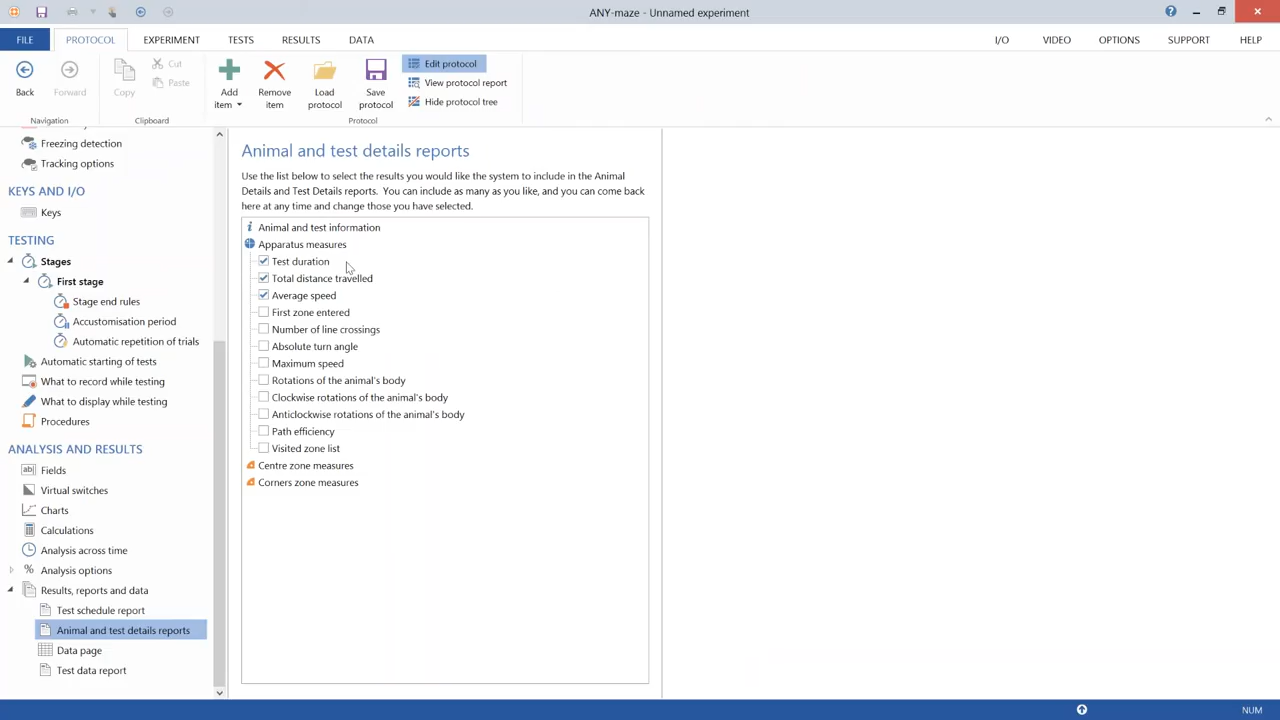 ANY-maze - Unnamed experiment
FILE PROTOCOL EXPERIMENT TESTS RESULTS DATA I/O VIDEO OPTIONS SUPPORT HELP
Back
Forward
Navigation
Copy
Cut
Paste
Clipboard
Add item
Remove item
Load protocol
Save protocol
Edit protocol
View protocol report
Hide protocol tree
Protocol
Freezing detection
Tracking options
KEYS AND I/O
Keys
TESTING
Stages
First stage
Stage end rules
Accustomisation period
Automatic repetition of trials
Automatic starting of tests
What to record while testing
What to display while testing
Procedures
ANALYSIS AND RESULTS
Fields
Virtual switches
Charts
Calculations
Analysis across time
Analysis options
Results, reports and data
Test schedule report
Animal and test details reports
Data page
Test data report
Animal and test details reports
Use the list below to select the results you would like the system to include in the Animal
Details and Test Details reports. You can include as many as you like, and you can come back
here at any time and change those you have selected.
Animal and test information
Apparatus measures
Test duration
Total distance travelled
Average speed
First zone entered
Number of line crossings
Absolute turn angle
Maximum speed
Rotations of the animal's body
Clockwise rotations of the animal's body
Anticlockwise rotations of the animal's body
Path efficiency
Visited zone list
Centre zone measures
Corners zone measures
NUM